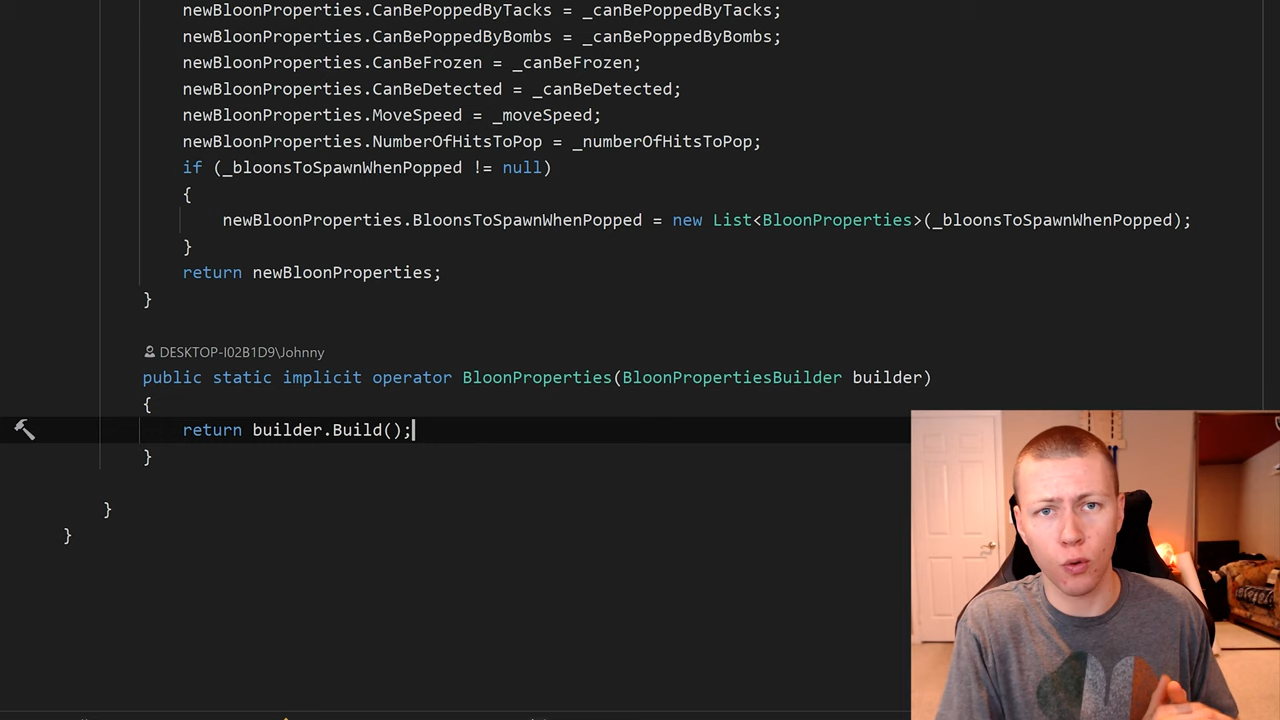 newBloonProperties.CanBePoppedByTacks = _canBePoppedByTacks;
newBloonProperties.CanBePoppedByBombs = _canBePoppedByBombs;
newBloonProperties.CanBeFrozen = _canBeFrozen;
newBloonProperties.CanBeDetected = _canBeDetected;
newBloonProperties.MoveSpeed = _moveSpeed;
newBloonProperties.NumberOfHitsToPop = _numberOfHitsToPop;
if (_bloonsToSpawnWhenPopped != null)
{
newBloonProperties.BloonsToSpawnWhenPopped = new List<BloonProperties>(_bloonsToSpawnWhenPopped);
}
return newBloonProperties;
}
DESKTOP-I02B1D9\Johnny
public static implicit operator BloonProperties(BloonPropertiesBuilder builder)
{
return builder.Build();
}
}
}